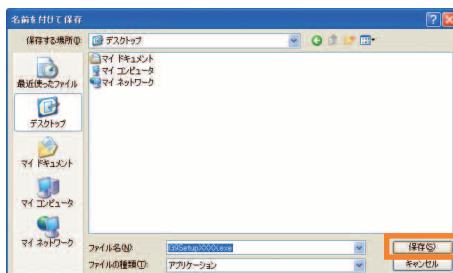 名前を付けて保存
保存する場所(I):
デスクトップ
最近使ったファイル
デスクトップ
マイ ドキュメント
マイ コンピュータ
マイ ネットワーク
マイ ドキュメント
マイ コンピュータ
マイ ネットワーク
ファイル名(N):
保存(S)
ファイルの種類(T):
アプリケーション
キャンセル